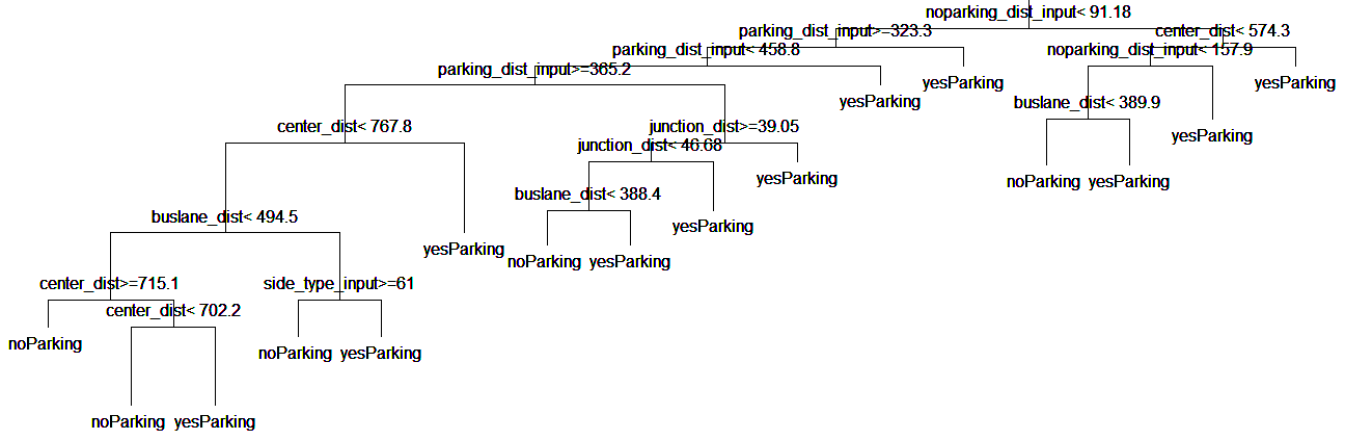 noparking_dist_input< 91.18
parking_dist_input>=323.3
center_dist< 574.3
parking_dist_input< 458.8
noparking_dist_input< 157.9
parking_dist_input>=365.2
yesParking
yesParking
yesParking
buslane_dist< 389.9
center_dist< 767.8
junction_dist>=39.05
yesParking
junction_dist< 46.68
yesParking
noParking
yesParking
buslane_dist< 388.4
buslane_dist< 494.5
yesParking
yesParking
noParking
yesParking
center_dist>=715.1
side_type_input>=61
center_dist< 702.2
noParking
noParking
yesParking
noParking
yesParking